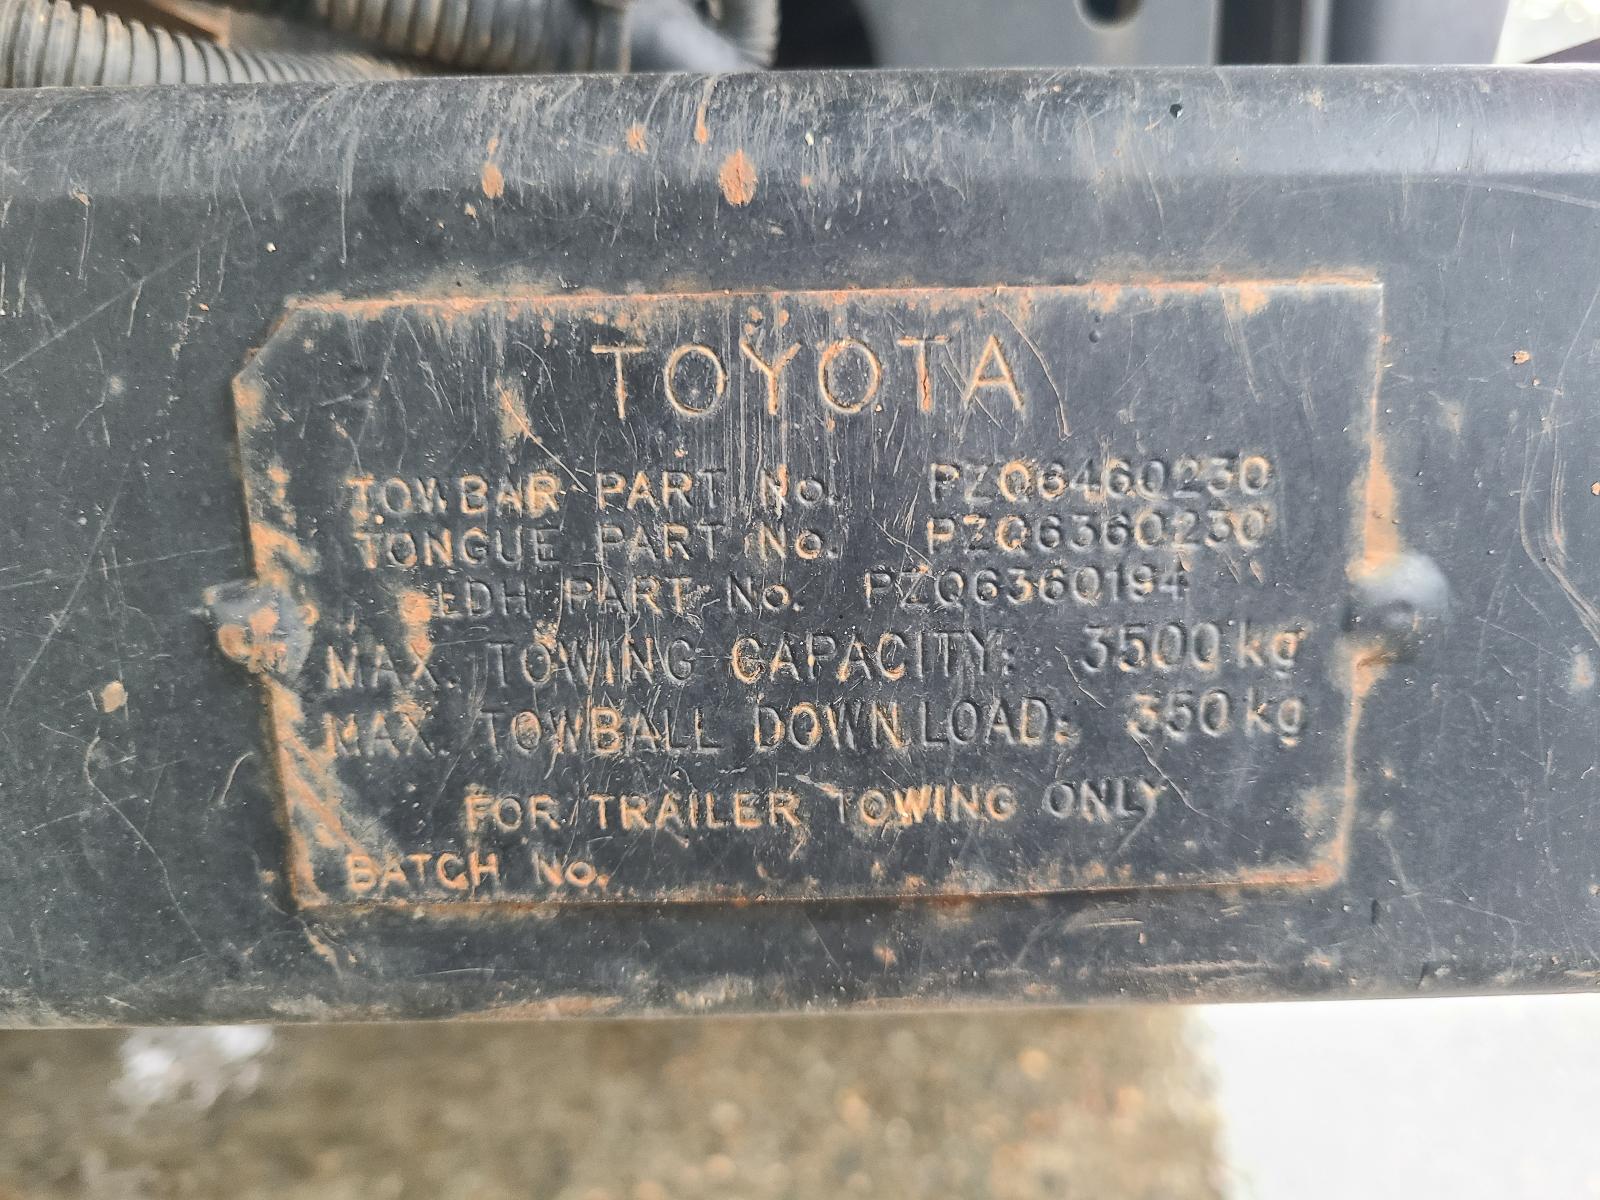 TOYOTA
TOWBAR PART No. PZQ6460230
TONGUE PART No. PZQ6360230
LDH PART No. PZQ6360194
MAX. TOWING CAPACITY: 3500 kg
MAX. TOWBALL DOWNLOAD: 350 kg
FOR TRAILER TOWING ONLY
BATCH No.